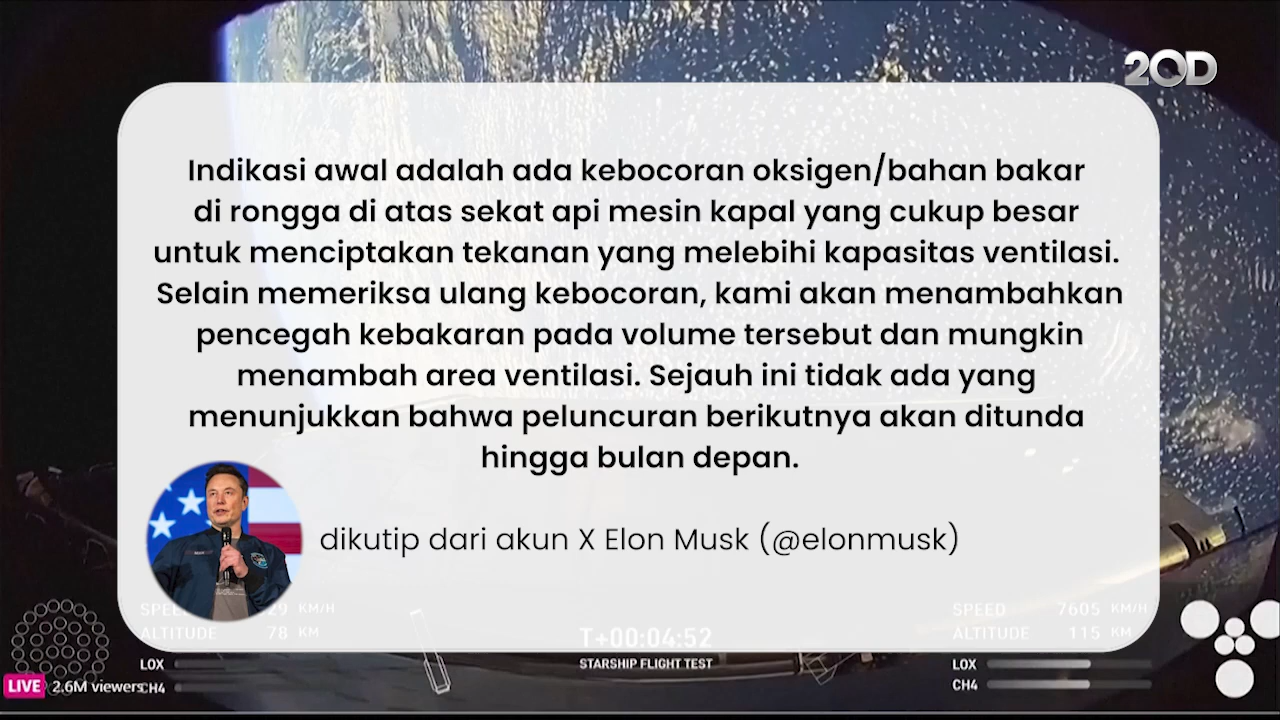 2OD
Indikasi awal adalah ada kebocoran oksigen/bahan bakar
di rongga di atas sekat api mesin kapal yang cukup besar
untuk menciptakan tekanan yang melebihi kapasitas ventilasi.
Selain memeriksa ulang kebocoran, kami akan menambahkan
pencegah kebakaran pada volume tersebut dan mungkin
menambah area ventilasi. Sejauh ini tidak ada yang
menunjukkan bahwa peluncuran berikutnya akan ditunda
hingga bulan depan.
dikutip dari akun X Elon Musk (@elonmusk)
SPEED KM/H
ALTITUDE 78 KM
LOX
CH4
T+00:04:52
STARSHIP FLIGHT TEST
SPEED 7605 KM/H
ALTITUDE 115 KM
LOX
CH4
LIVE 2.6M viewers